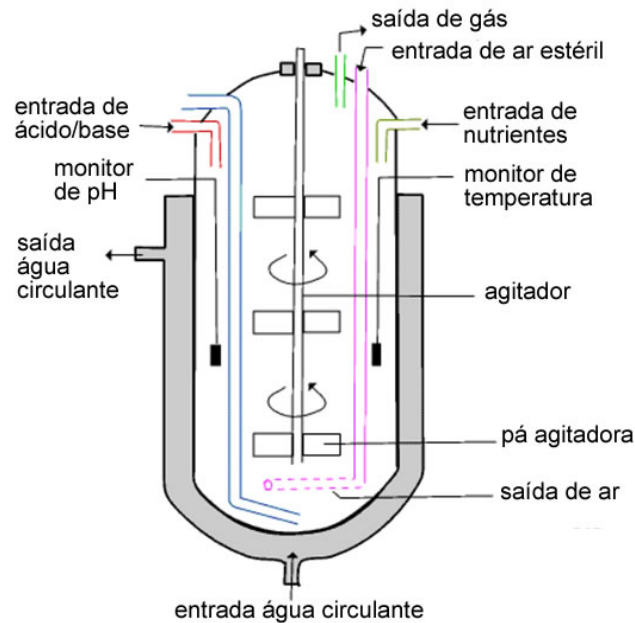 saída de gás
entrada de ar estéril
entrada de
ácido/base
entrada de
nutrientes
monitor
de pH
monitor de
temperatura
saída
água
circulante
agitador
pá agitadora
saída de ar
entrada água circulante